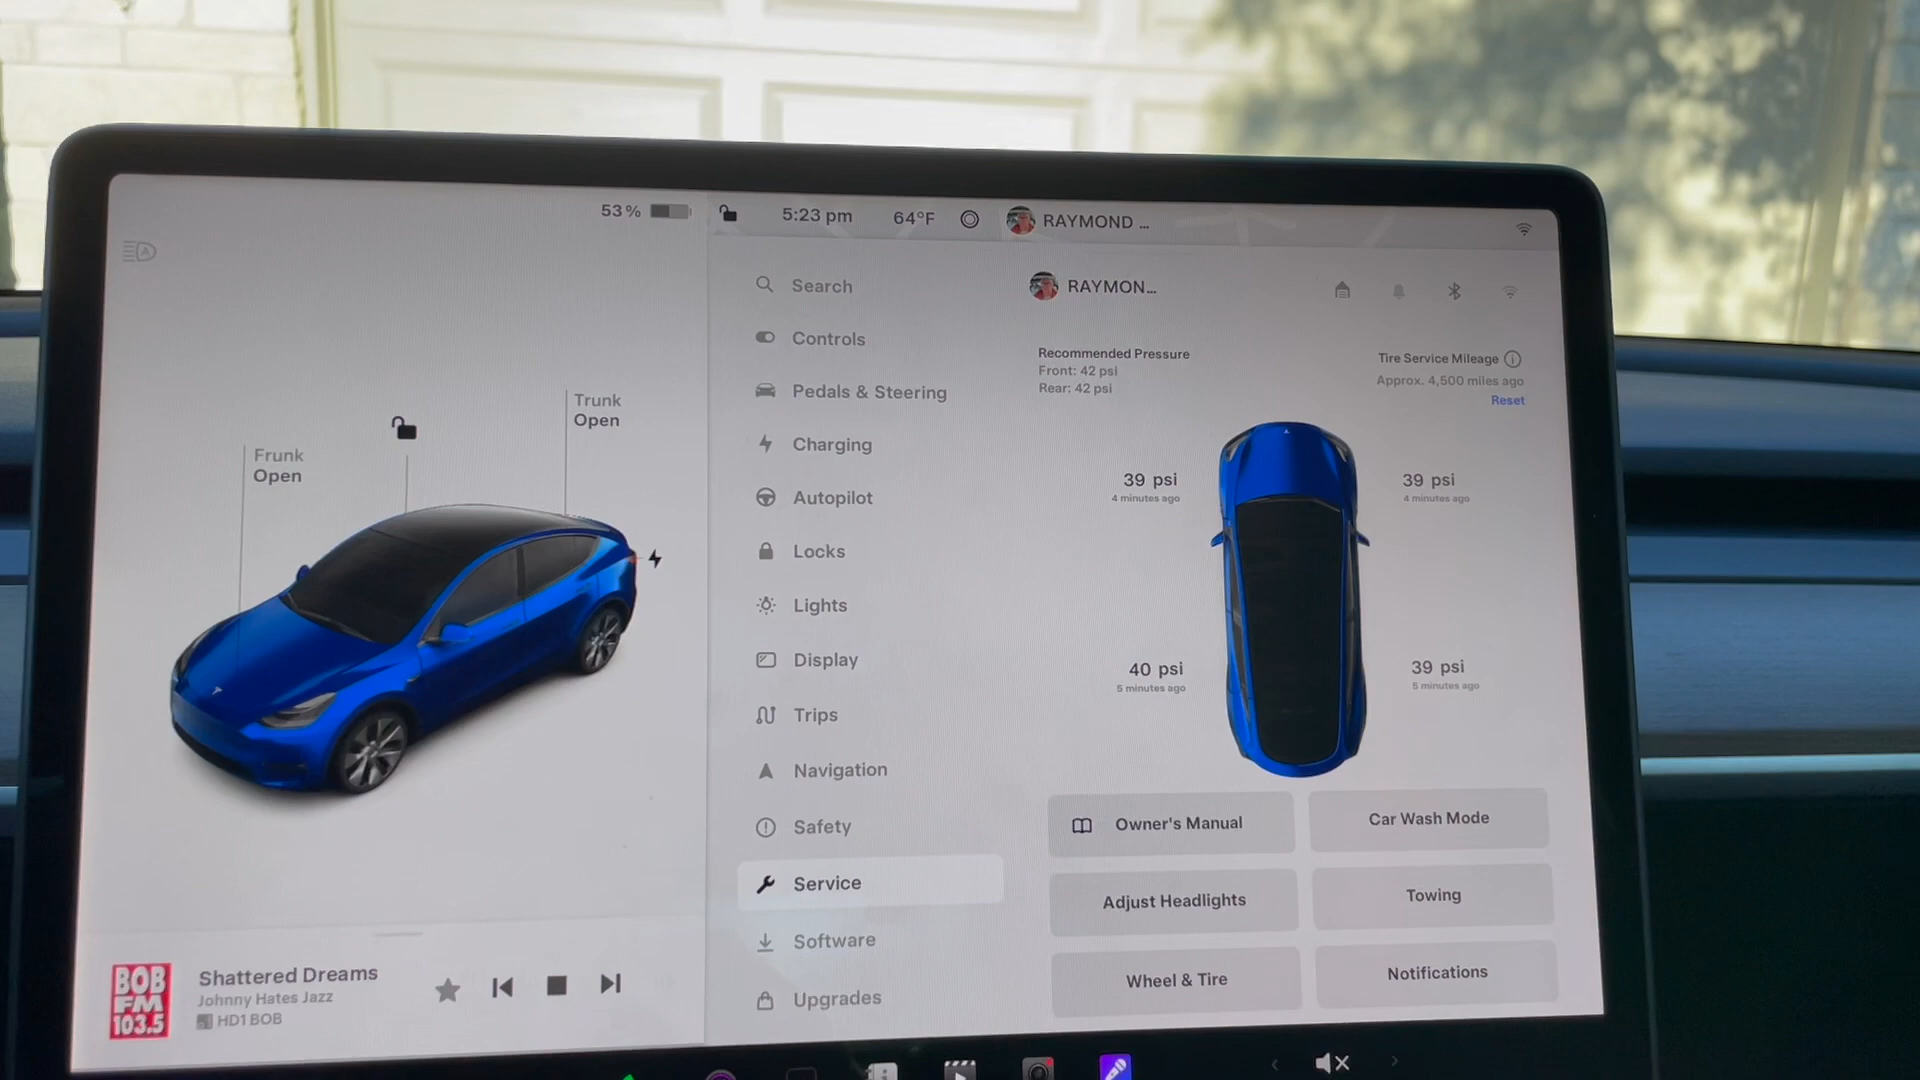 53 %
5:23 pm
64°F
RAYMOND ...
Trunk
Open
Frunk
Open
Search
Controls
Pedals & Steering
Charging
Autopilot
Locks
Lights
Display
Trips
Navigation
Safety
Service
Software
Upgrades
RAYMON...
Recommended Pressure
Front: 42 psi
Rear: 42 psi
Tire Service Mileage
Approx. 4,500 miles ago
Reset
39 psi
4 minutes ago
39 psi
4 minutes ago
40 psi
5 minutes ago
39 psi
5 minutes ago
Owner's Manual
Car Wash Mode
Adjust Headlights
Towing
Wheel & Tire
Notifications
BOB
FM
103.5
Shattered Dreams
Johnny Hates Jazz
HD1 BOB